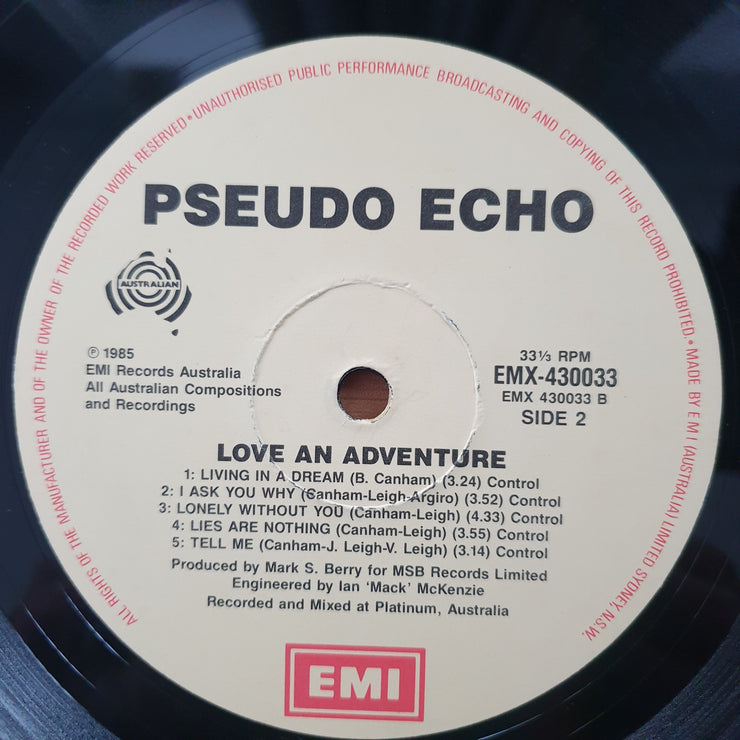 ALL RIGHTS OF THE MANUFACTURER AND OF THE OWNER OF THE RECORDED WORK RESERVED • UNAUTHORISED PUBLIC PERFORMANCE BROADCASTING AND COPYING OF THIS RECORD PROHIBITED. • MADE BY EMI (AUSTRALIA) LIMITED SYDNEY, N.S.W.
PSEUDO ECHO
AUSTRALIAN
℗ 1985
EMI Records Australia
All Australian Compositions
and Recordings
33⅓ RPM
EMX-430033
EMX 430033 B
SIDE 2
LOVE AN ADVENTURE
1: LIVING IN A DREAM (B. Canham) (3.24) Control
2: I ASK YOU WHY (Canham-Leigh-Argiro) (3.52) Control
3: LONELY WITHOUT YOU (Canham-Leigh) (4.33) Control
4: LIES ARE NOTHING (Canham-Leigh) (3.55) Control
5: TELL ME (Canham-J. Leigh-V. Leigh) (3.14) Control
Produced by Mark S. Berry for MSB Records Limited
Engineered by Ian 'Mack' McKenzie
Recorded and Mixed at Platinum, Australia
EMI